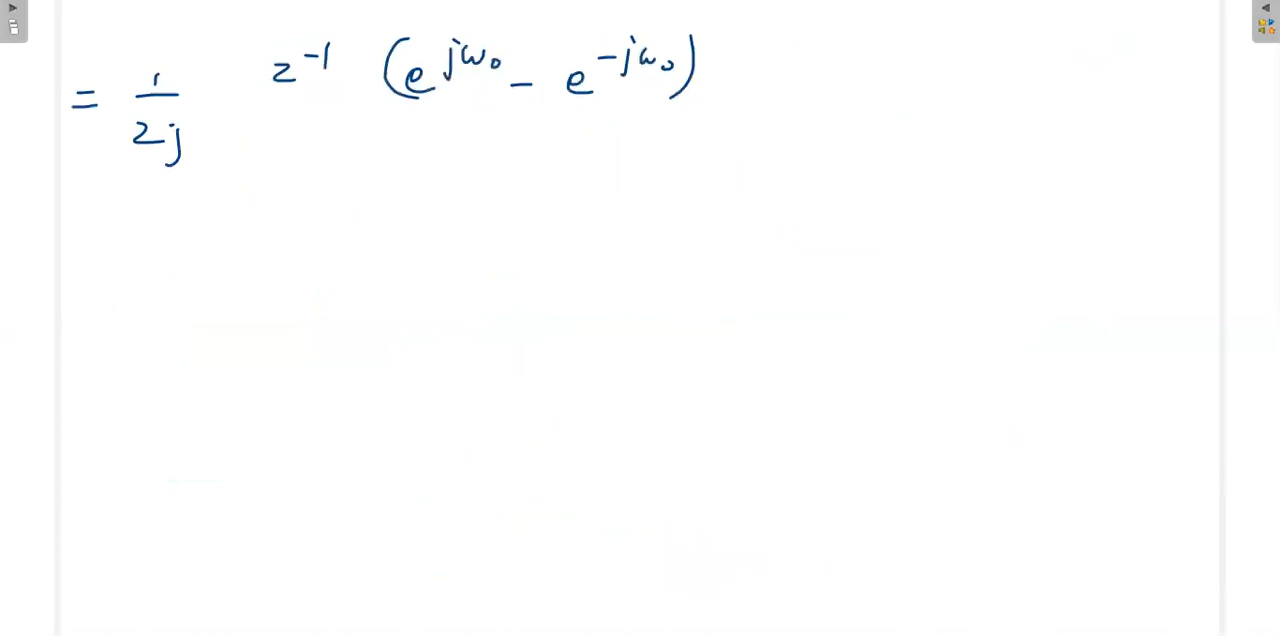 = 1/2j z⁻¹ (e^jω₀ - e^-jω₀)